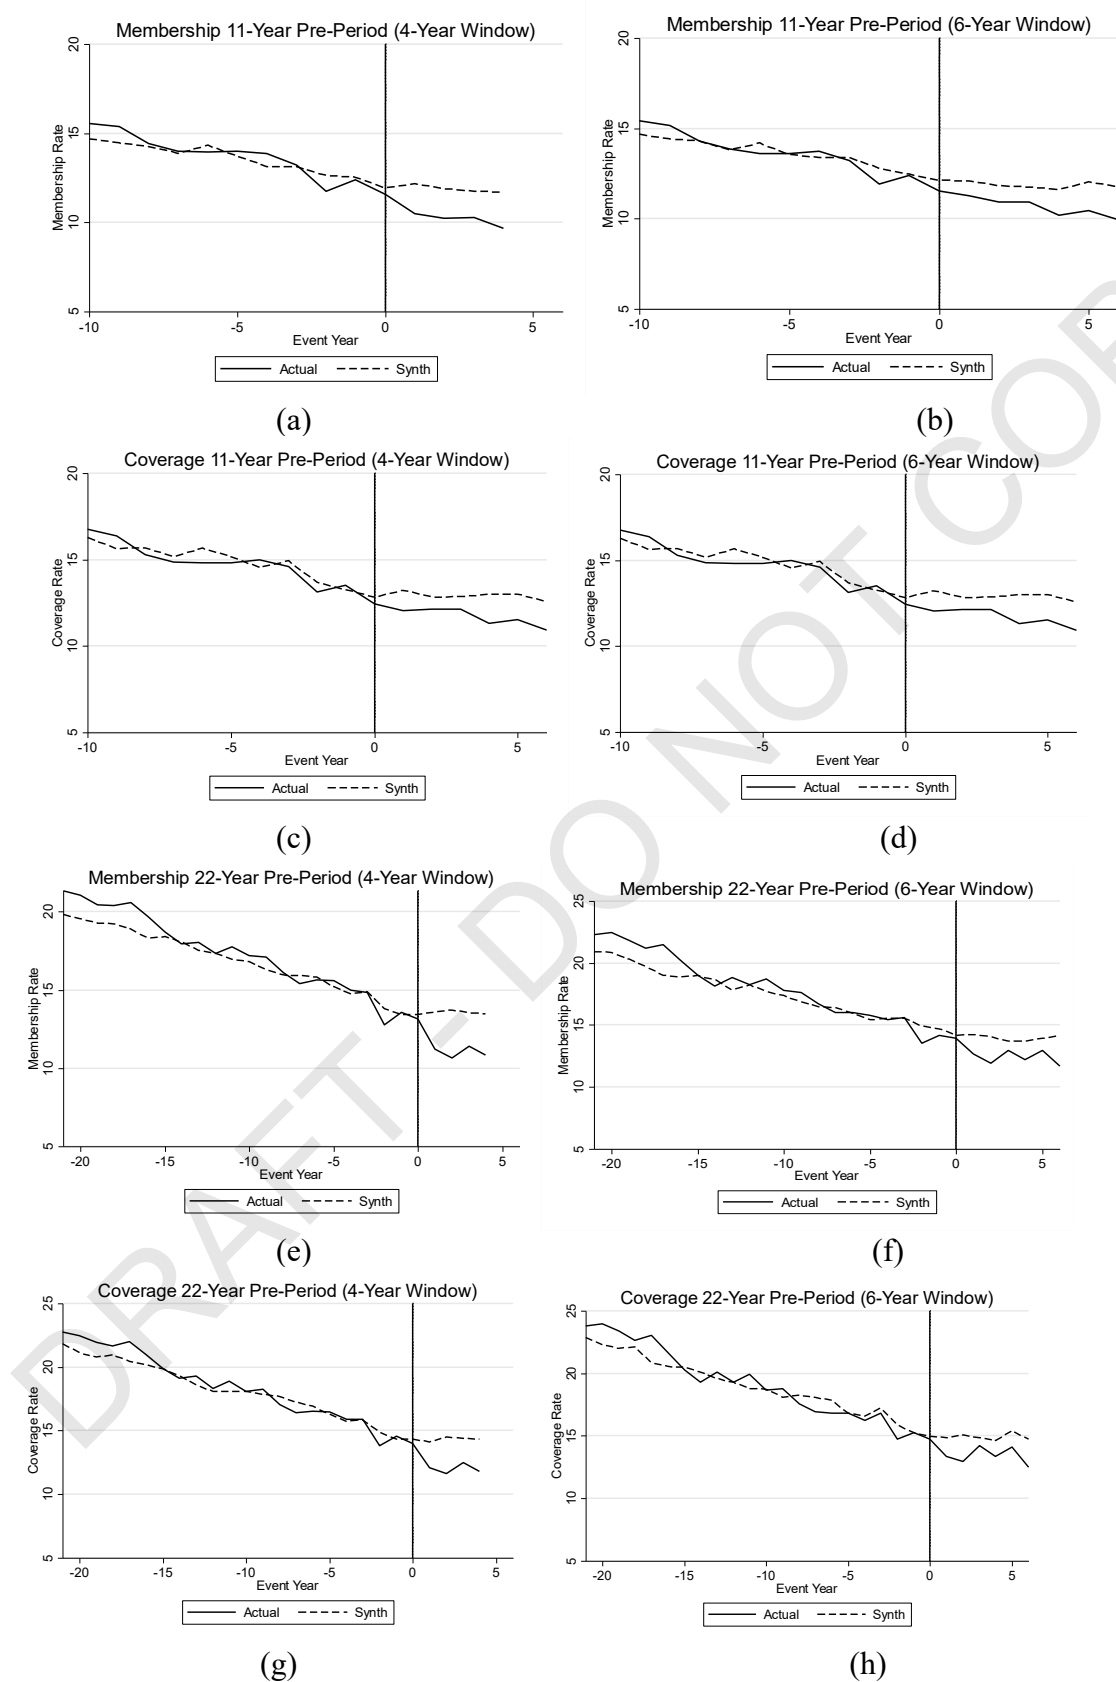 Membership 11-Year Pre-Period (4-Year Window)
Membership Rate
20
15
10
5
-10
-5
0
5
Event Year
Actual
Synth
(a)
Membership 11-Year Pre-Period (6-Year Window)
Membership Rate
20
15
10
5
-10
-5
0
5
Event Year
Actual
Synth
(b)
Coverage 11-Year Pre-Period (4-Year Window)
Coverage Rate
20
15
10
5
-10
-5
0
5
Event Year
Actual
Synth
(c)
Coverage 11-Year Pre-Period (6-Year Window)
Coverage Rate
20
15
10
5
-10
-5
0
5
Event Year
Actual
Synth
(d)
Membership 22-Year Pre-Period (4-Year Window)
Membership Rate
20
15
10
5
-20
-15
-10
-5
0
5
Event Year
Actual
Synth
(e)
Membership 22-Year Pre-Period (6-Year Window)
Membership Rate
25
20
15
10
5
-20
-15
-10
-5
0
5
Event Year
Actual
Synth
(f)
Coverage 22-Year Pre-Period (4-Year Window)
Coverage Rate
25
20
15
10
5
-20
-15
-10
-5
0
5
Event Year
Actual
Synth
(g)
Coverage 22-Year Pre-Period (6-Year Window)
Coverage Rate
25
20
15
10
5
-20
-15
-10
-5
0
5
Event Year
Actual
Synth
(h)
DRAFT - DO NOT COP